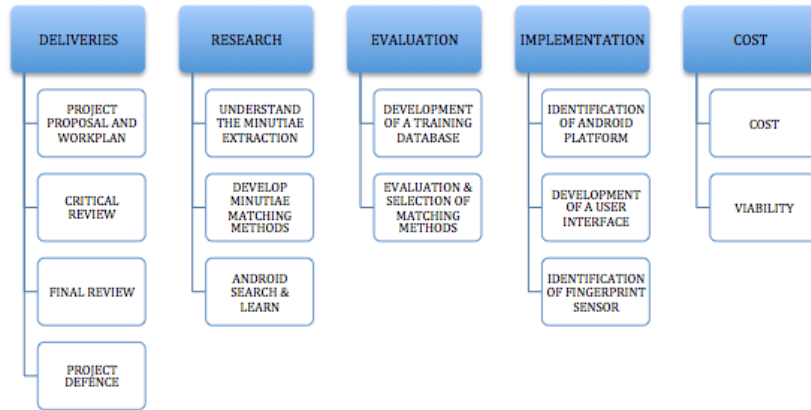 DELIVERIES
PROJECT
PROPOSAL AND
WORKPLAN
CRITICAL
REVIEW
FINAL REVIEW
PROJECT
DEFENCE
RESEARCH
UNDERSTAND
THE MINUTIAE
EXTRACTION
DEVELOP
MINUTIAE
MATCHING
METHODS
ANDROID
SEARCH &
LEARN
EVALUATION
DEVELOPMENT
OF A TRAINING
DATABASE
EVALUATION &
SELECTION OF
MATCHING
METHODS
IMPLEMENTATION
IDENTIFICATION
OF ANDROID
PLATFORM
DEVELOPMENT
OF A USER
INTERFACE
IDENTIFICATION
OF FINGERPRINT
SENSOR
COST
COST
VIABILITY